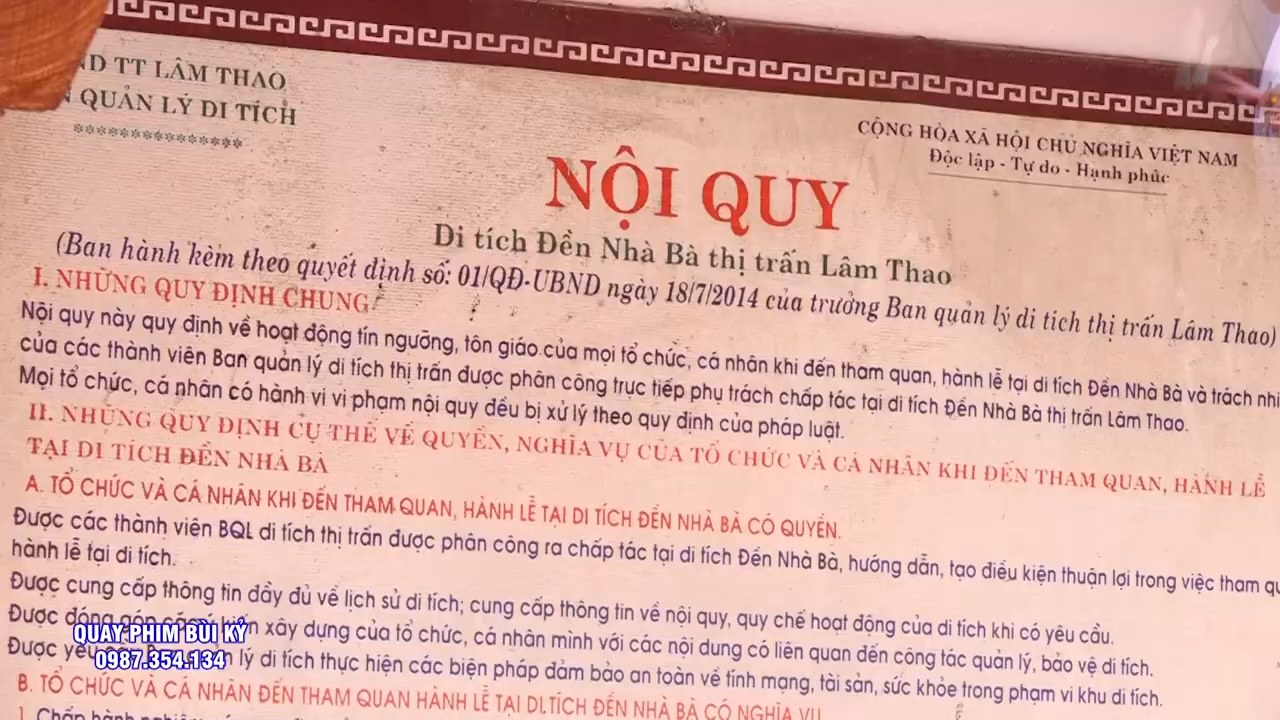 ND TT LÂM THAO
QUẢN LÝ DI TÍCH
**************
CỘNG HÒA XÃ HỘI CHỦ NGHĨA VIỆT NAM
Độc lập - Tự do - Hạnh phúc
NỘI QUY
Di tích Đền Nhà Bà thị trấn Lâm Thao
(Ban hành kèm theo quyết định số: 01/QĐ-UBND ngày 18/7/2014 của trưởng Ban quản lý di tích thị trấn Lâm Thao)
I. NHỮNG QUY ĐỊNH CHUNG
Nội quy này quy định về hoạt động tín ngưỡng, tôn giáo của mọi tổ chức, cá nhân khi đến tham quan, hành lễ tại di tích Đền Nhà Bà và trách nhi
của các thành viên Ban quản lý di tích thị trấn được phân công trực tiếp phụ trách chấp tác tại di tích Đền Nhà Bà thị trấn Lâm Thao.
Mọi tổ chức, cá nhân có hành vi vi phạm nội quy đều bị xử lý theo quy định của pháp luật.
II. NHỮNG QUY ĐỊNH CỤ THỂ VỀ QUYỀN, NGHĨA VỤ CỦA TỔ CHỨC VÀ CÁ NHÂN KHI ĐẾN THAM QUAN, HÀNH LỄ
TẠI DI TÍCH ĐỀN NHÀ BÀ
A. TỔ CHỨC VÀ CÁ NHÂN KHI ĐẾN THAM QUAN, HÀNH LỄ TẠI DI TÍCH ĐỀN NHÀ BÀ CÓ QUYỀN.
Được các thành viên BQL di tích thị trấn được phân công ra chấp tác tại di tích Đền Nhà Bà, hướng dẫn, tạo điều kiện thuận lợi trong việc tham qu
hành lễ tại di tích.
Được cung cấp thông tin đầy đủ về lịch sử di tích; cung cấp thông tin về nội quy, quy chế hoạt động của di tích khi có yêu cầu.
Được đóng góp các ý kiến xây dựng của tổ chức, cá nhân mình với các nội dung có liên quan đến công tác quản lý, bảo vệ di tích.
Được yêu lý di tích thực hiện các biện pháp đảm bảo an toàn về tính mạng, tài sản, sức khỏe trong phạm vi khu di tích.
QUAY PHIM BÙI KÝ
0987.354.134
B. TỔ CHỨC VÀ CÁ NHÂN ĐẾN THAM QUAN HÀNH LỄ TẠI DI TÍCH ĐỀN NHÀ BÀ CÓ NGHĨA VỤ
1. Chấp hành